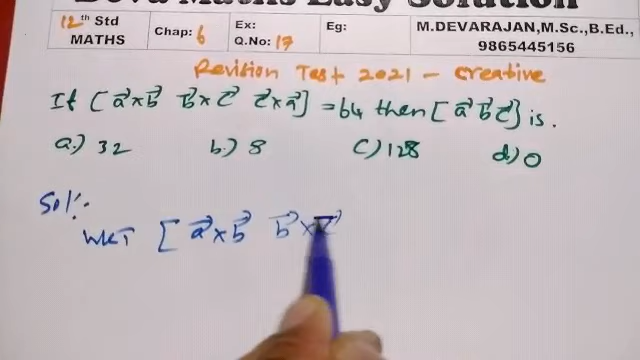 Deva Maths Easy Solution
12th Std MATHS Chap: 6 Ex: Q.No: 17 Eg: M.DEVARAJAN,M.Sc.,B.Ed., 9865445156
Revision Test 2021 - Creative
If [a⃗×b⃗ b⃗×c⃗ c⃗×a⃗] = 64 then [a⃗ b⃗ c⃗] is.
a.) 32 b.) 8 c) 128 d.) 0
Sol:-
WKT [a⃗×b⃗ b⃗×c⃗